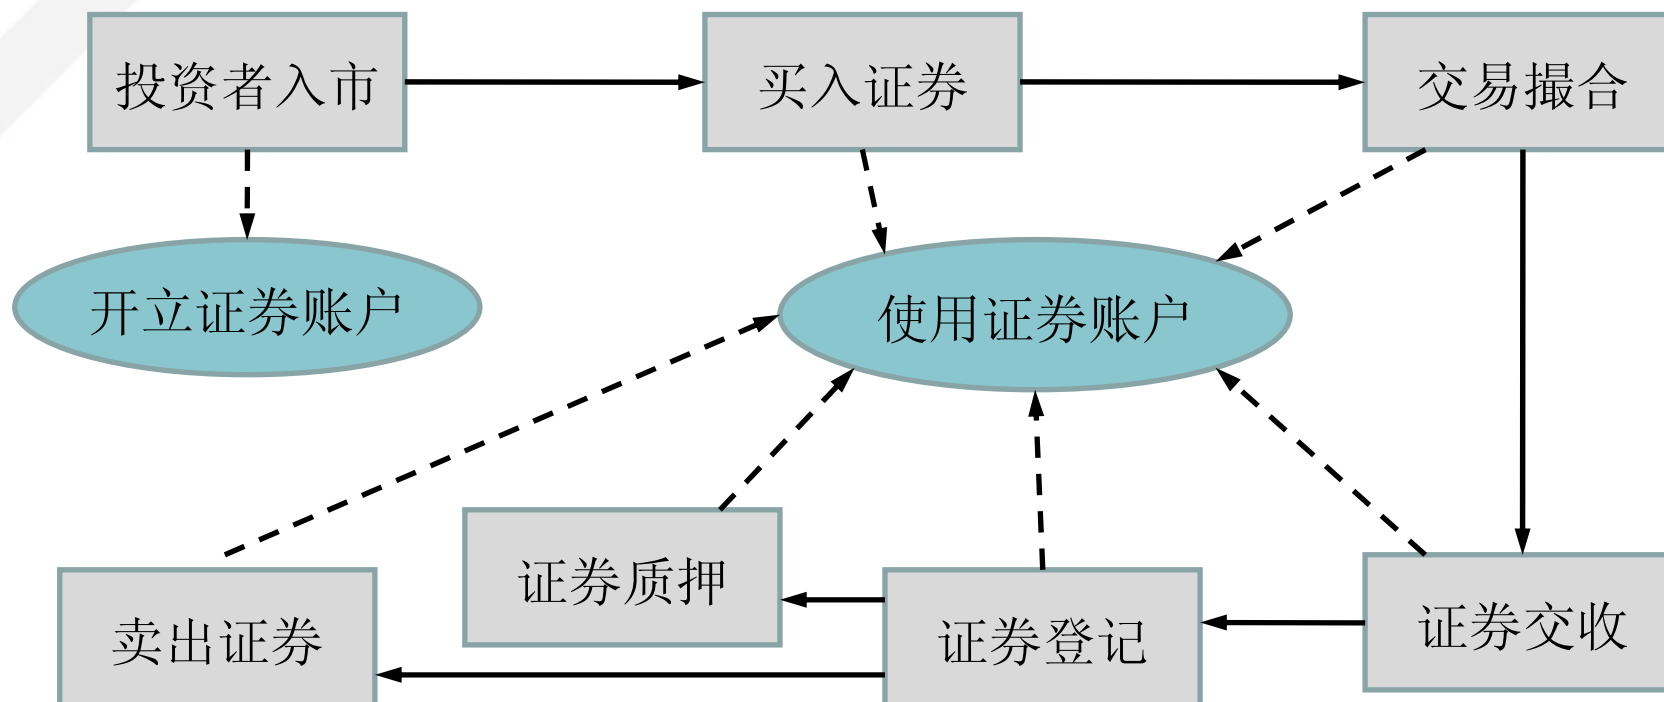 投资者入市
买入证券
交易撮合
开立证券账户
使用证券账户
证券质押
卖出证券
证券登记
证券交收